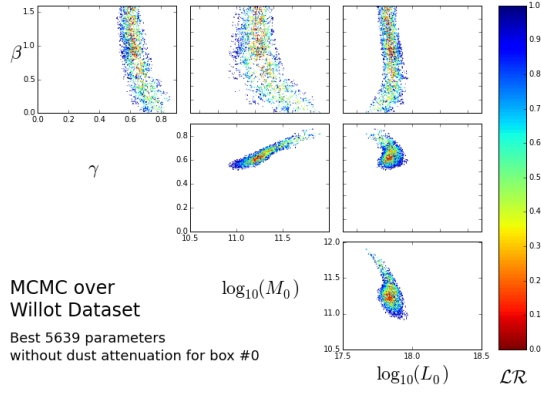 β
1.5
1.0
0.5
0.0
0.0 0.2 0.4 0.6 0.8
γ
0.8
0.6
0.4
0.2
0.0
10.5 11.0 11.5
12.0
11.5
11.0
10.5
17.5 18.0 18.5
log₁₀(M₀)
log₁₀(L₀)
1.0
0.9
0.8
0.7
0.6
0.5
0.4
0.3
0.2
0.1
0.0
ℒℛ
MCMC over
Willot Dataset
Best 5639 parameters
without dust attenuation for box #0